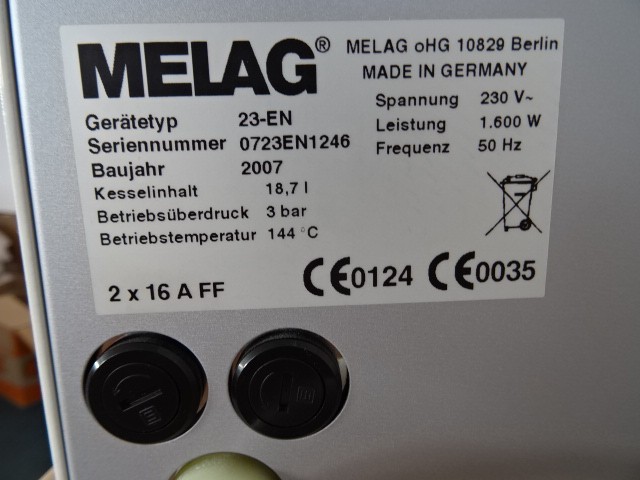 MELAG® MELAG oHG 10829 Berlin
MADE IN GERMANY
Gerätetyp 23-EN
Seriennummer 0723EN1246
Baujahr 2007
Kesselinhalt 18,7 l
Betriebsüberdruck 3 bar
Betriebstemperatur 144 °C
Spannung 230 V~
Leistung 1.600 W
Frequenz 50 Hz
2 x 16 A FF
CE0124 CE0035